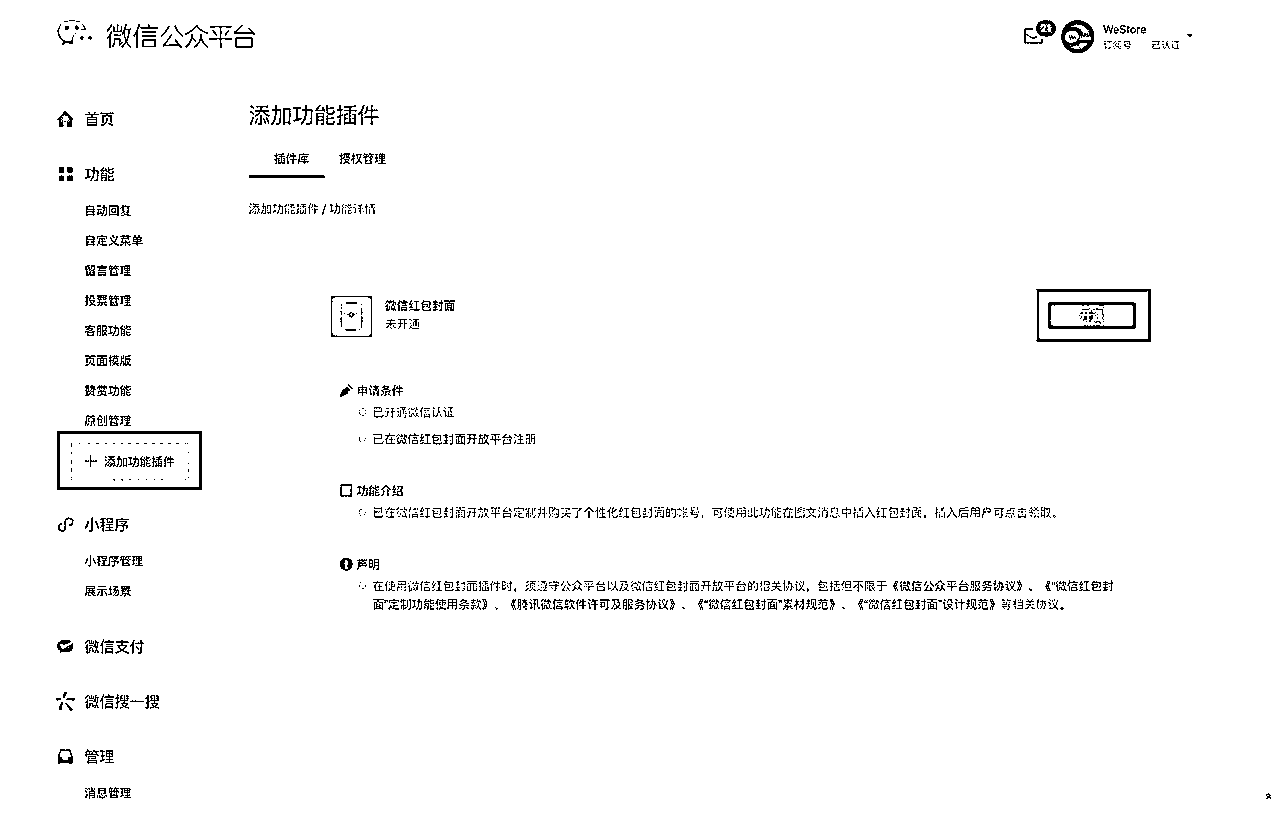 微信公众平台
21
WeStore
订阅号 已认证
首页
功能
自动回复
自定义菜单
留言管理
投票管理
客服功能
页面模版
赞赏功能
原创管理
添加功能插件
小程序
小程序管理
展示场景
微信支付
微信搜一搜
管理
消息管理
添加功能插件
插件库 授权管理
添加功能插件 / 功能详情
微信红包封面
未开通
申请条件
已开通微信认证
已在微信红包封面开放平台注册
功能介绍
已在微信红包封面开放平台定制并购买了个性化红包封面的账号，可使用此功能在图文消息中插入红包封面，插入后用户可点击领取。
声明
在使用微信红包封面插件时，须遵守公众平台以及微信红包封面开放平台的相关协议，包括但不限于《微信公众平台服务协议》、《“微信红包封
面”定制功能使用条款》、《腾讯微信软件许可及服务协议》、《“微信红包封面”素材规范》、《“微信红包封面”设计规范》等相关协议。